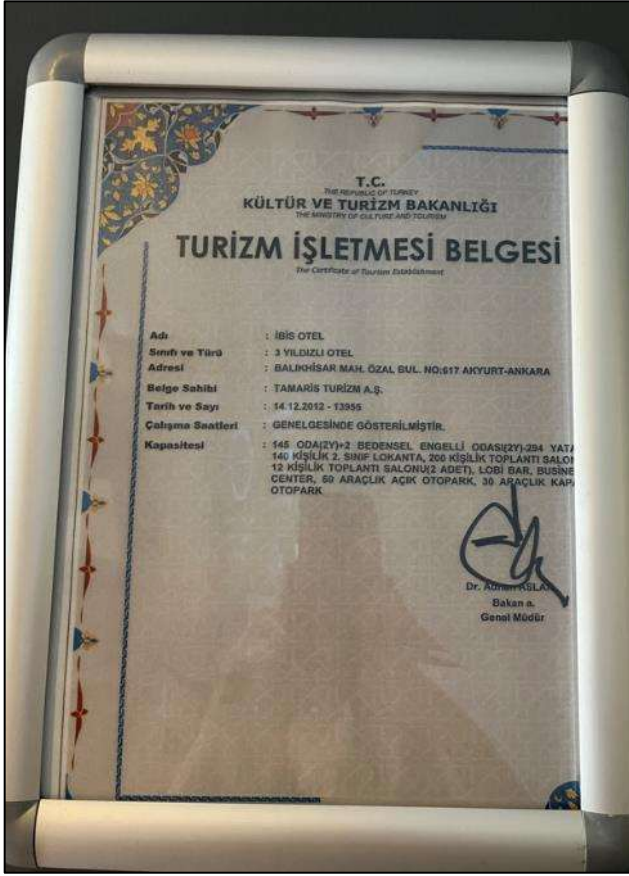 T.C.
THE REPUBLIC OF TURKEY
KÜLTÜR VE TURİZM BAKANLIĞI
THE MINISTRY OF CULTURE AND TOURISM
TURİZM İŞLETMESİ BELGESİ
The Certificate of Tourism Establishment
Adı : İBİS OTEL
Sınıfı ve Türü : 3 YILDIZLI OTEL
Adresi : BALIKHİSAR MAH. ÖZAL BUL. NO:617 AKYURT-ANKARA
Belge Sahibi : TAMARİS TURİZM A.Ş.
Tarih ve Sayı : 14.12.2012 - 13955
Çalışma Saatleri : GENELGESİNDE GÖSTERİLMİŞTİR.
Kapasitesi : 145 ODA(2Y)+2 BEDENSEL ENGELLİ ODASI(2Y)-294 YATA
140 KİŞİLİK 2. SINIF LOKANTA, 200 KİŞİLİK TOPLANTI SALON
12 KİŞİLİK TOPLANTI SALONU(2 ADET), LOBİ BAR, BUSİNE
CENTER, 50 ARAÇLIK AÇIK OTOPARK, 30 ARAÇLIK KAPA
OTOPARK
Dr.
Bakan a.
Genel Müdür